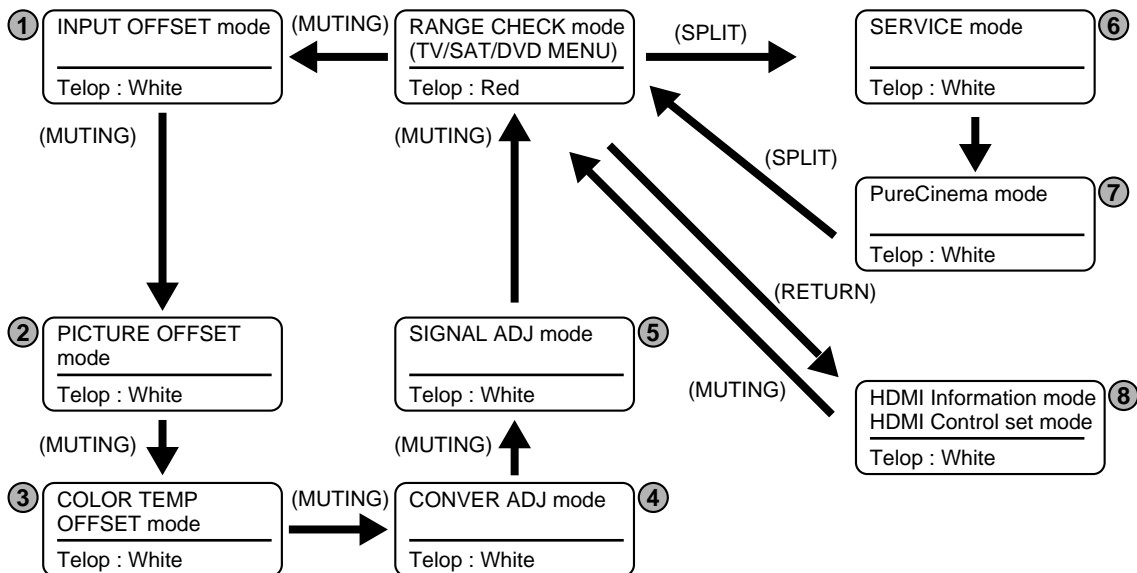 1
INPUT OFFSET mode
Telop : White
(MUTING)
RANGE CHECK mode
(TV/SAT/DVD MENU)
Telop : Red
(SPLIT)
6
SERVICE mode
Telop : White
(MUTING)
(MUTING)
(SPLIT)
7
PureCinema mode
Telop : White
(RETURN)
2
PICTURE OFFSET
mode
Telop : White
SIGNAL ADJ mode
Telop : White
5
(MUTING)
8
HDMI Information mode
HDMI Control set mode
Telop : White
(MUTING)
(MUTING)
3
COLOR TEMP
OFFSET mode
Telop : White
(MUTING)
CONVER ADJ mode
Telop : White
4